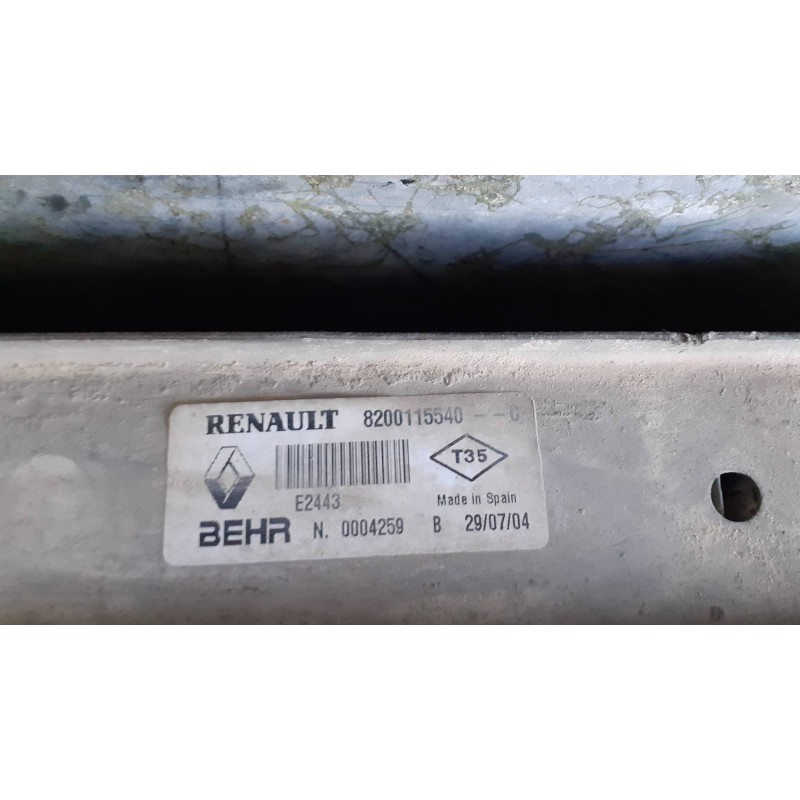 RENAULT 8200115540 --C
T35
E2443 Made in Spain
BEHR N. 0004259 B 29/07/04